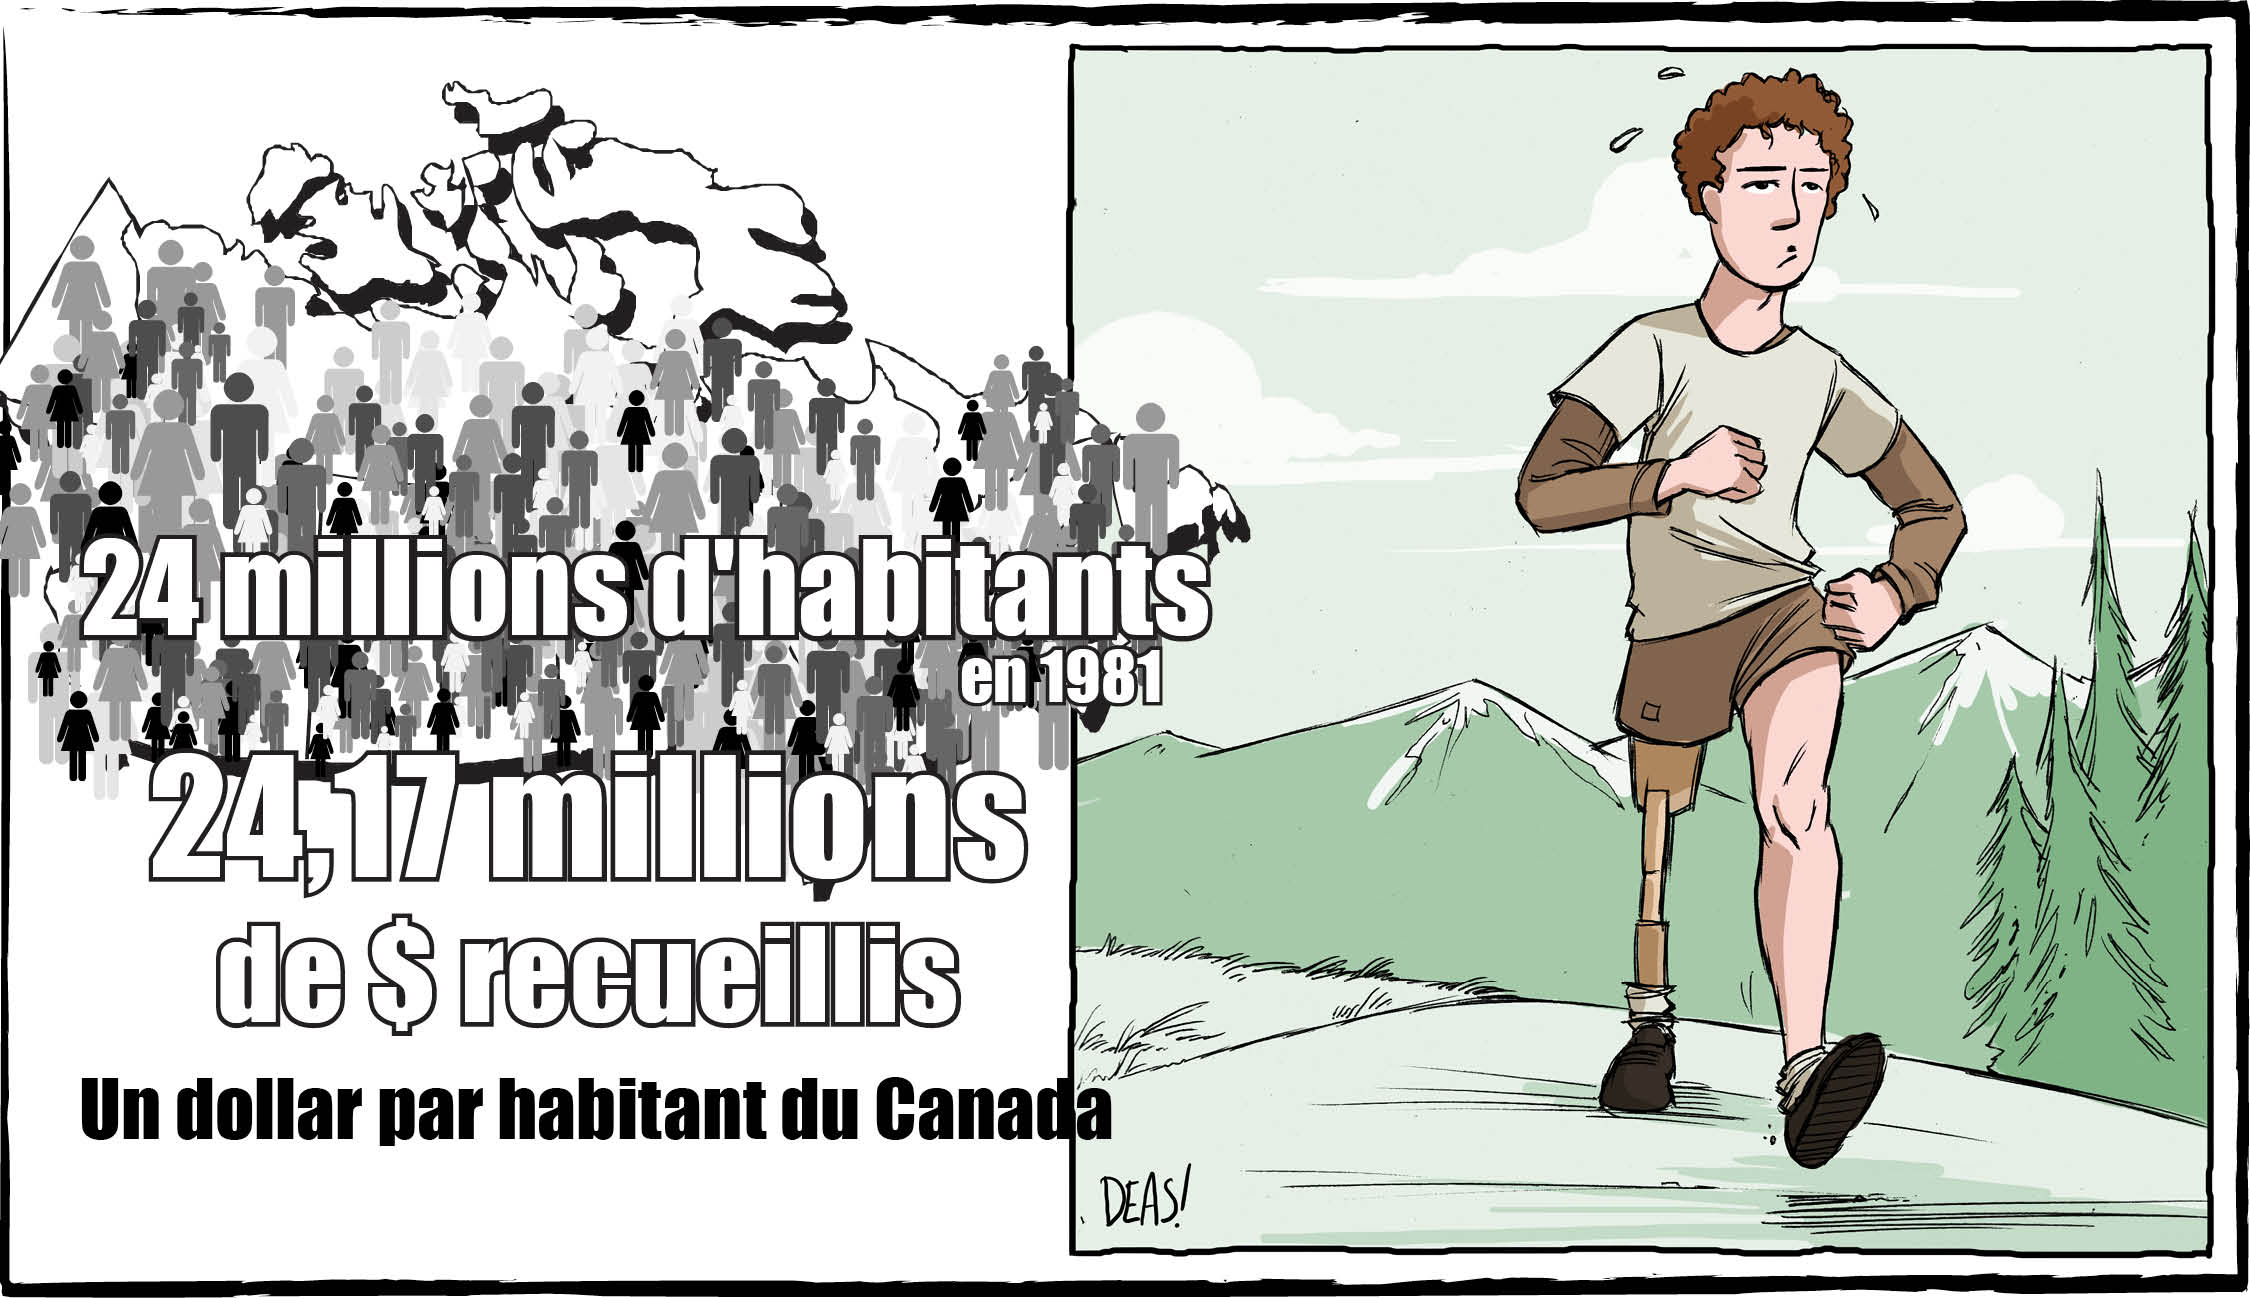 24 millions d'habitants
en 1981
24,17 millions
de $ recueillis
Un dollar par habitant du Canada
DEAS!